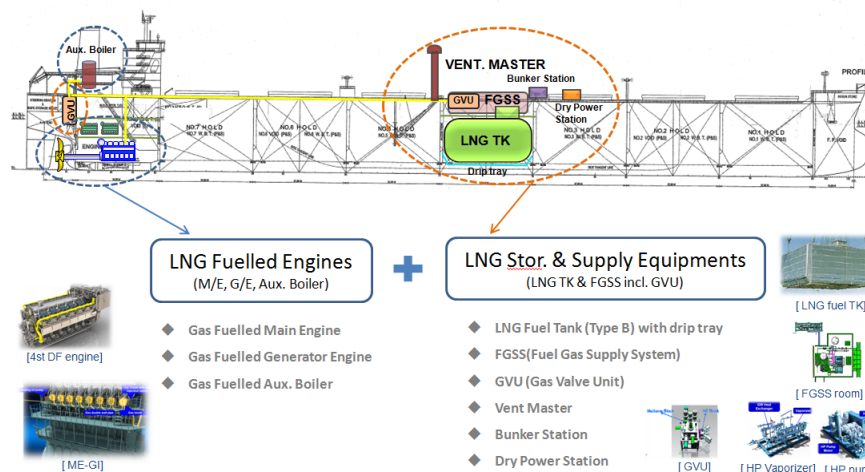 Aux. Boiler
VENT. MASTER
Bunker Station
PROFIL
GVU
GVU
FGSS
Dry Power
Station
ENGINE
NO.7 HOLD
NO.6 HOLD
NO.3 HOLD
NO.2 HOLD
NO.1 HOLD
LNG TK
Drip tray
LNG Fuelled Engines
(M/E, G/E, Aux. Boiler)
LNG Stor. & Supply Equipments
(LNG TK & FGSS incl. GVU)
[ LNG fuel TK]
[4st DF engine]
◆ Gas Fuelled Main Engine
◆ Gas Fuelled Generator Engine
◆ Gas Fuelled Aux. Boiler
◆ LNG Fuel Tank (Type B) with drip tray
◆ FGSS(Fuel Gas Supply System)
◆ GVU (Gas Valve Unit)
◆ Vent Master
◆ Bunker Station
◆ Dry Power Station
[ FGSS room]
[ ME-GI]
[ GVU]
[ HP Vaporizer]